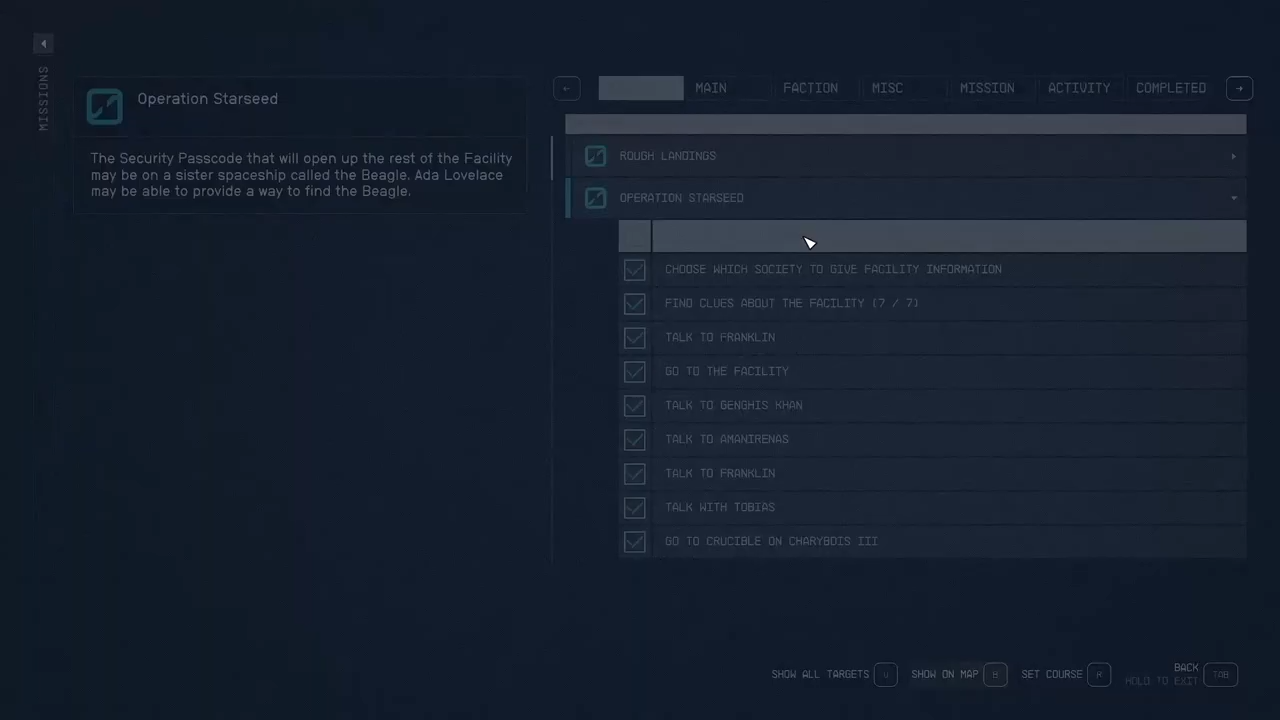 MISSIONS
Operation Starseed
The Security Passcode that will open up the rest of the Facility
may be on a sister spaceship called the Beagle. Ada Lovelace
may be able to provide a way to find the Beagle.
MAIN
FACTION
MISC
MISSION
ACTIVITY
COMPLETED
ROUGH LANDINGS
OPERATION STARSEED
CHOOSE WHICH SOCIETY TO GIVE FACILITY INFORMATION
FIND CLUES ABOUT THE FACILITY (7 / 7)
TALK TO FRANKLIN
GO TO THE FACILITY
TALK TO GENGHIS KHAN
TALK TO AMANIRENAS
TALK TO FRANKLIN
TALK WITH TOBIAS
GO TO CRUCIBLE ON CHARYBDIS III
SHOW ALL TARGETS
SHOW ON MAP
SET COURSE R
BACK
HOLD TO EXIT TAB